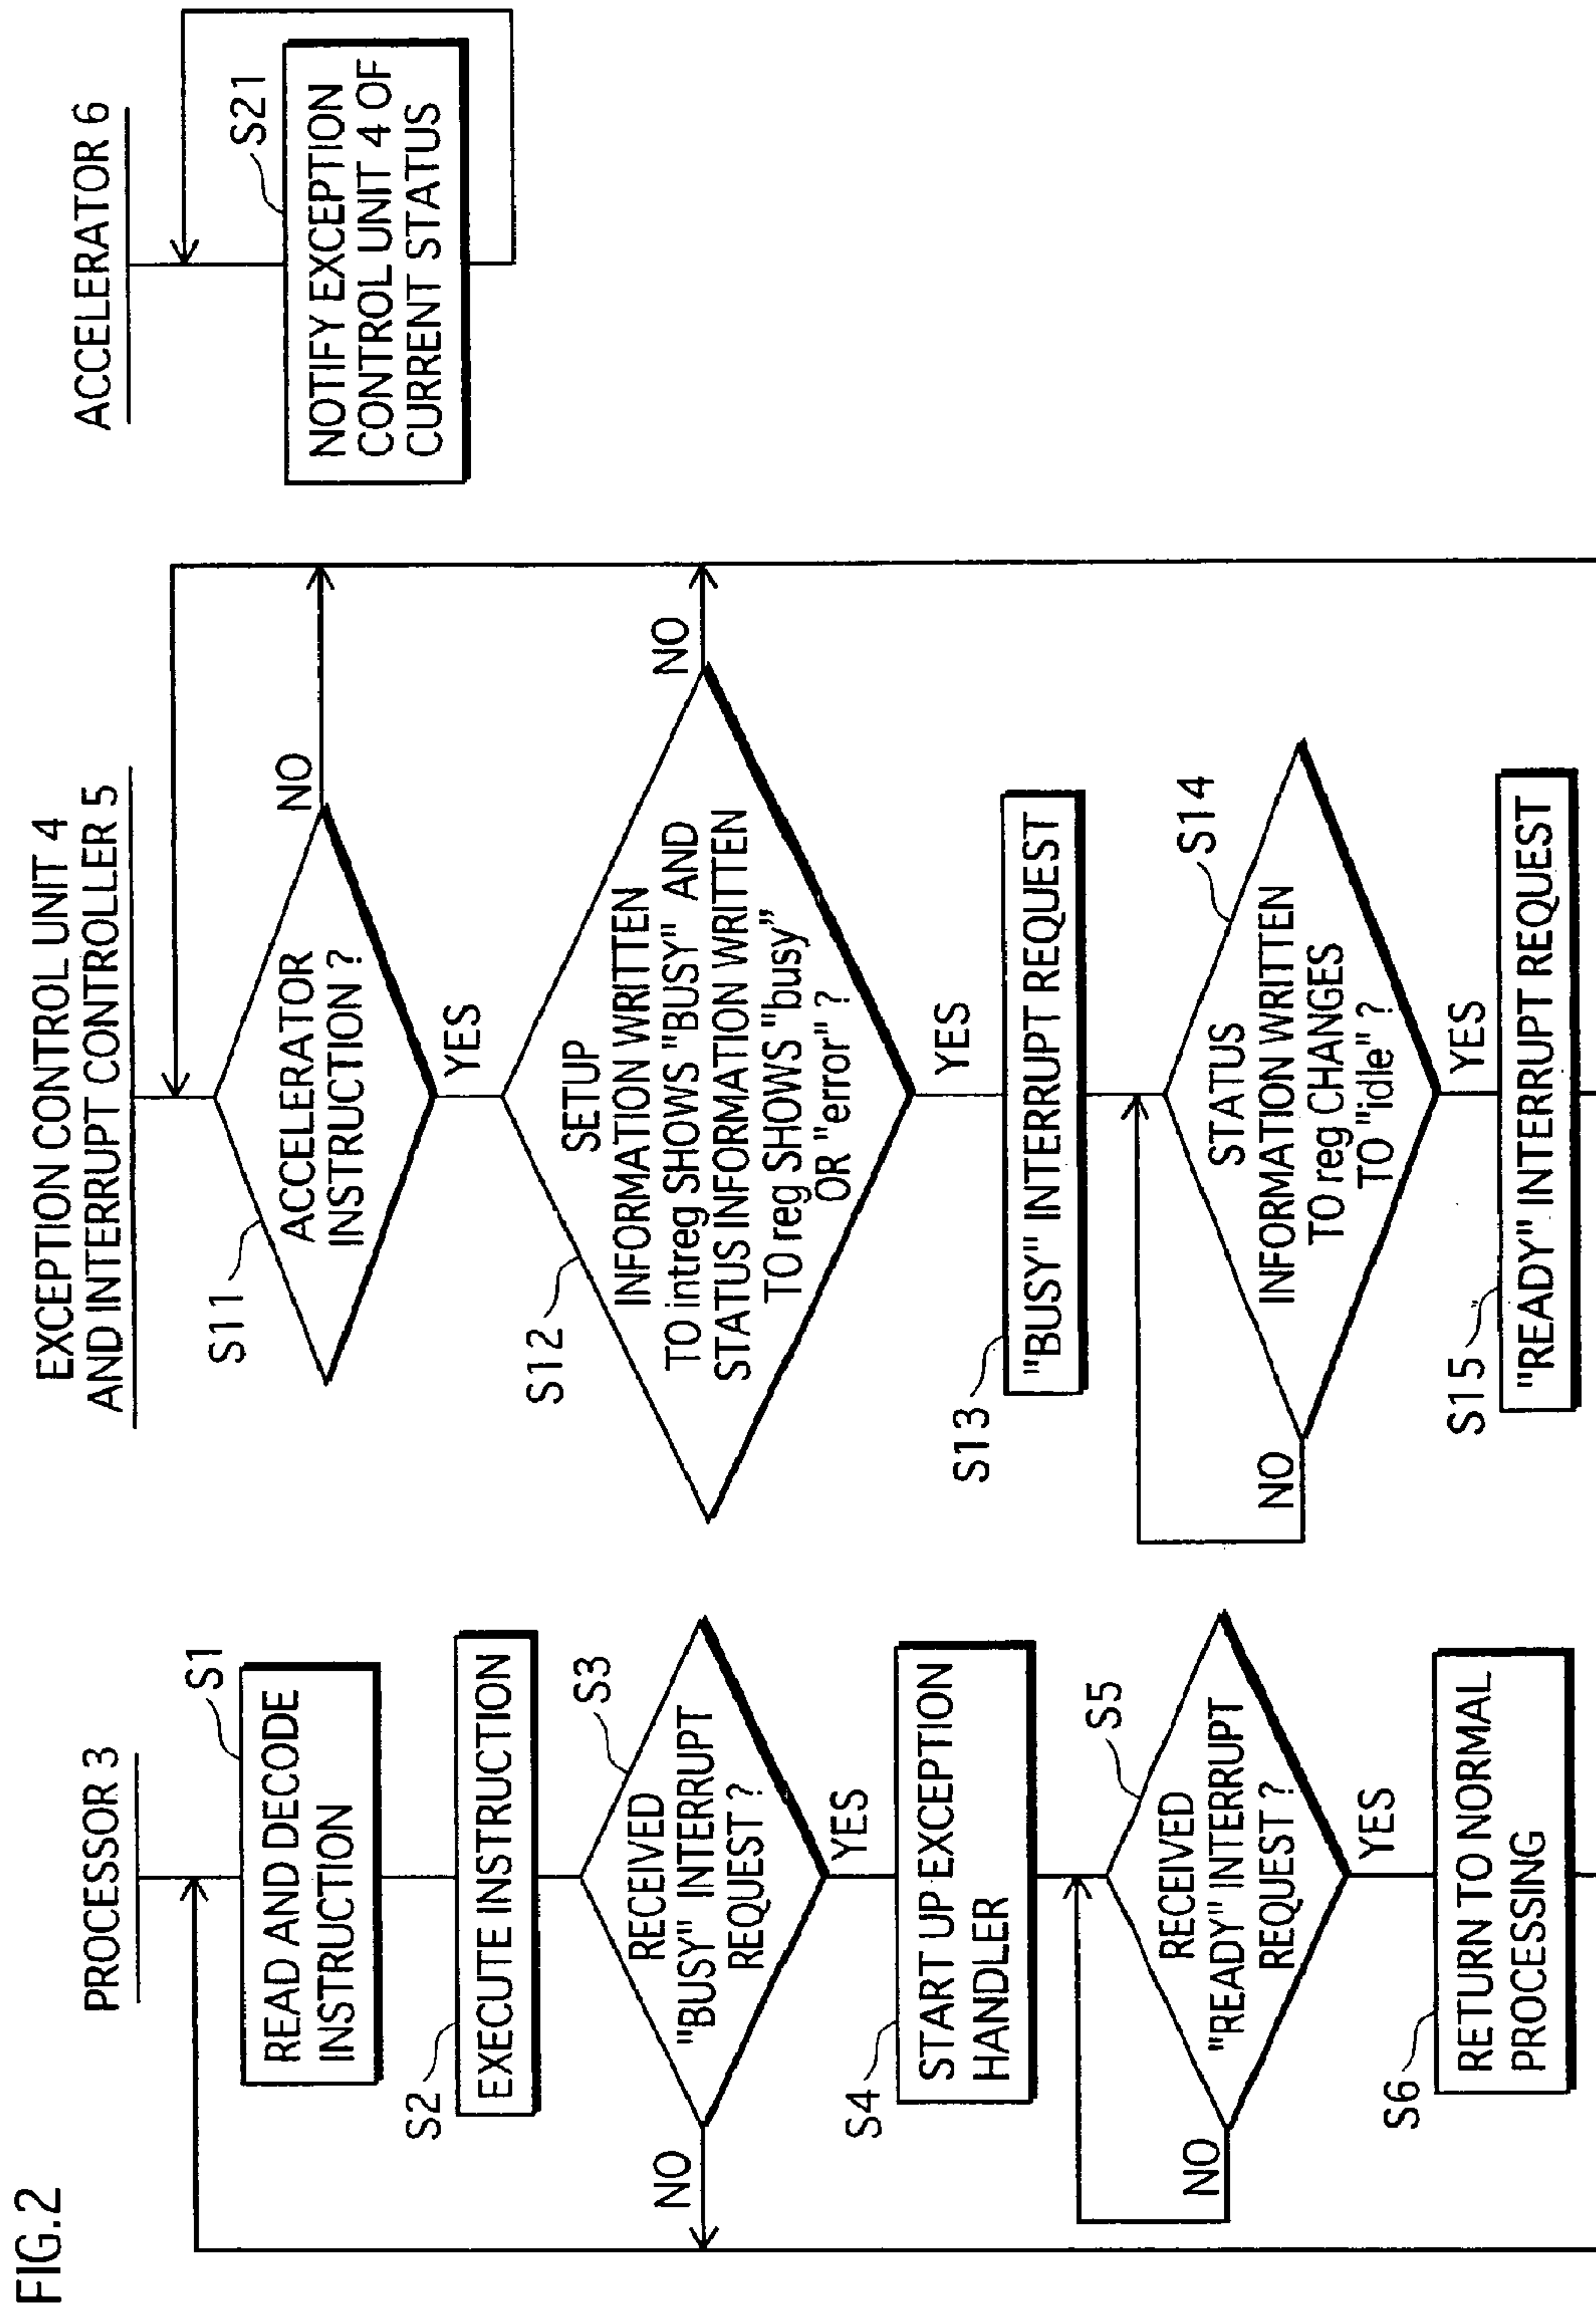 FIG.2
PROCESSOR 3
S1
READ AND DECODE
INSTRUCTION
S2
EXECUTE INSTRUCTION
S3
RECEIVED
"BUSY" INTERRUPT
REQUEST ?
NO
YES
S4
START UP EXCEPTION
HANDLER
S5
RECEIVED
"READY" INTERRUPT
REQUEST ?
NO
YES
S6
RETURN TO NORMAL
PROCESSING
EXCEPTION CONTROL UNIT 4
AND INTERRUPT CONTROLLER 5
S11
ACCELERATOR
INSTRUCTION ?
NO
YES
S12
SETUP
INFORMATION WRITTEN
TO intreg SHOWS "BUSY" AND
STATUS INFORMATION WRITTEN
TO reg SHOWS "busy"
OR "error" ?
NO
YES
S13
"BUSY" INTERRUPT REQUEST
S14
STATUS
INFORMATION WRITTEN
TO reg CHANGES
TO "idle" ?
NO
YES
S15
"READY" INTERRUPT REQUEST
ACCELERATOR 6
S21
NOTIFY EXCEPTION
CONTROL UNIT 4 OF
CURRENT STATUS